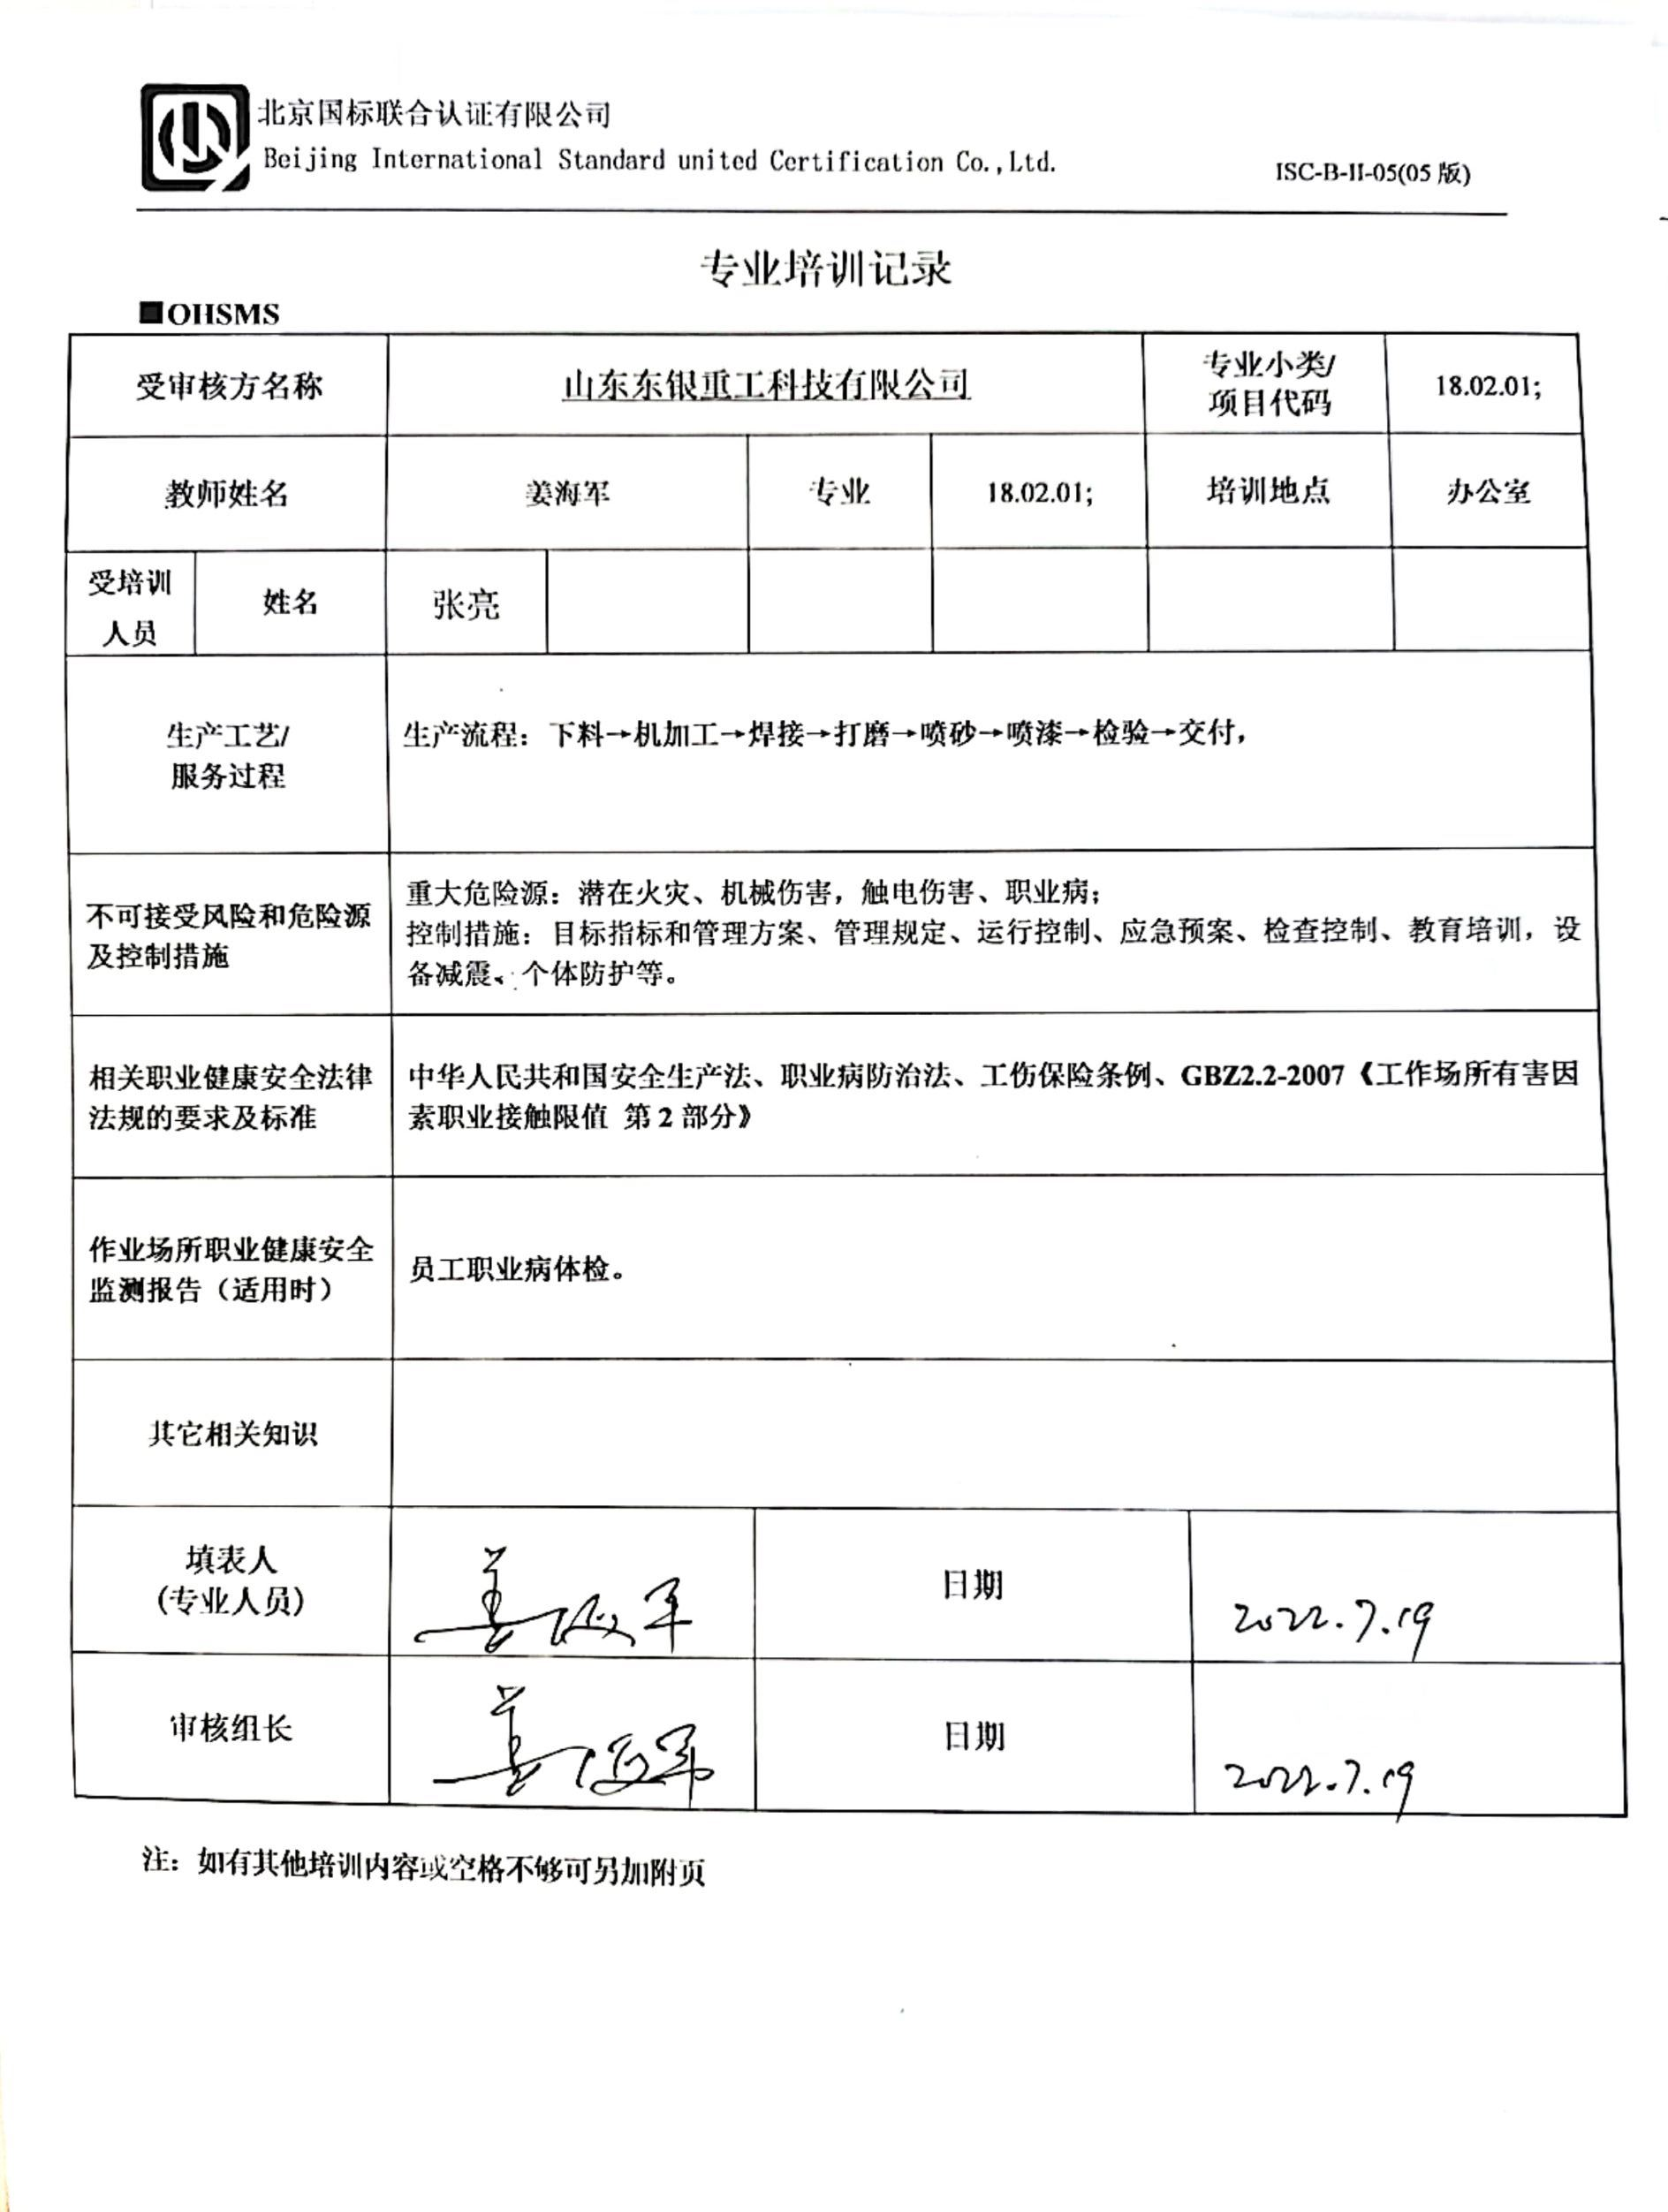 北京国标联合认证有限公司
Beijing International Standard united Certification Co.,Ltd.
ISC-B-II-05(05 版)
专业培训记录
■OHSMS
受审核方名称
山东东银重工科技有限公司
专业小类/
项目代码
18.02.01;
教师姓名
姜海军
专业
18.02.01;
培训地点
办公室
受培训
人员
姓名
张亮
生产工艺/
服务过程
生产流程：下料→机加工→焊接→打磨→喷砂→喷漆→检验→交付，
不可接受风险和危险源
及控制措施
重大危险源：潜在火灾、机械伤害，触电伤害、职业病；
控制措施：目标指标和管理方案、管理规定、运行控制、应急预案、检查控制、教育培训，设
备减震、个体防护等。
相关职业健康安全法律
法规的要求及标准
中华人民共和国安全生产法、职业病防治法、工伤保险条例、GBZ2.2-2007《工作场所有害因
素职业接触限值 第 2 部分》
作业场所职业健康安全
监测报告（适用时）
员工职业病体检。
其它相关知识
填表人
(专业人员)
姜海军
日期
2022.7.19
审核组长
姜海军
日期
2022.7.19
注：如有其他培训内容或空格不够可另加附页